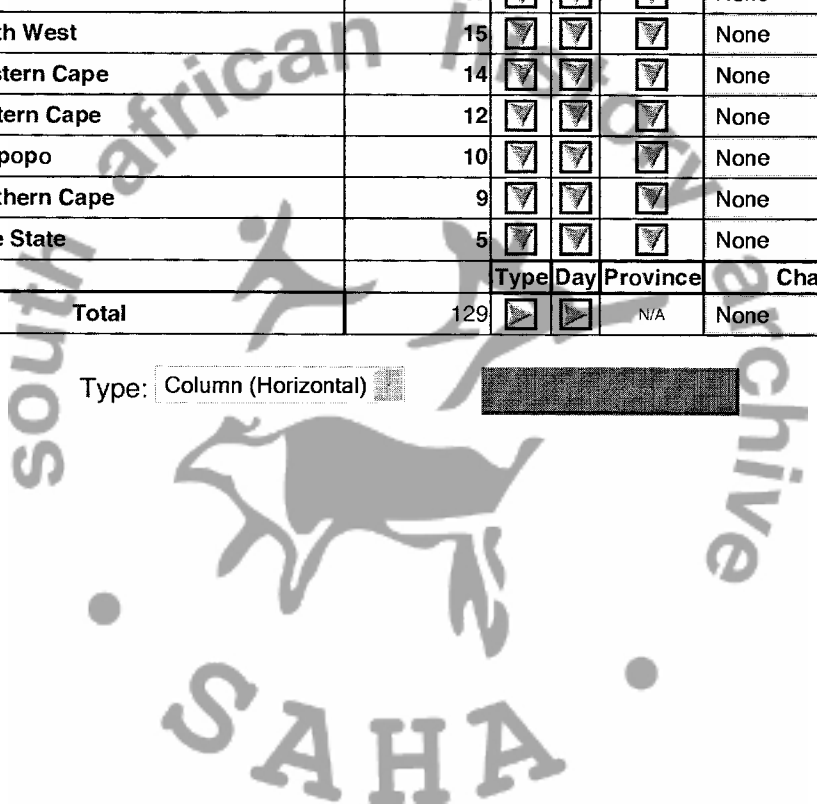 th West 15 None
stern Cape 14 None
tern Cape 12 None
popo 10 None
thern Cape 9 None
e State 5 None
Type Day Province Cha
Total 129 N/A None
Type: Column (Horizontal)
south african history archive
SAHA